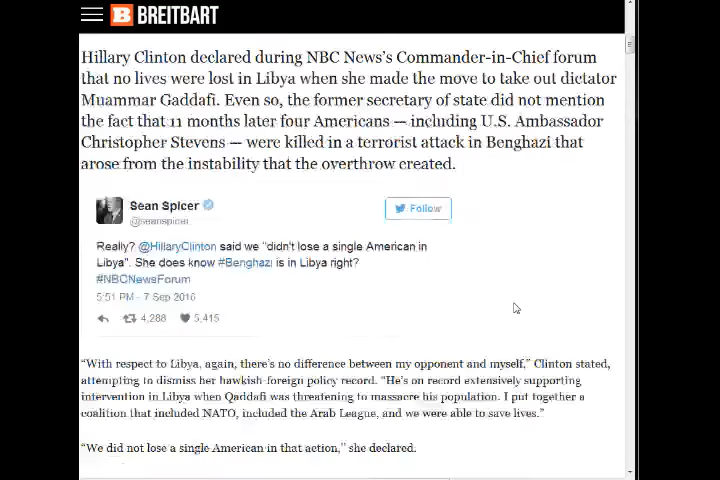 BREITBART
Hillary Clinton declared during NBC News's Commander-in-Chief forum
that no lives were lost in Libya when she made the move to take out dictator
Muammar Gaddafi. Even so, the former secretary of state did not mention
the fact that 11 months later four Americans — including U.S. Ambassador
Christopher Stevens — were killed in a terrorist attack in Benghazi that
arose from the instability that the overthrow created.
Sean Spicer
@seanspicer
Follow
Really? @HillaryClinton said we "didn't lose a single American in
Libya". She does know #Benghazi is in Libya right?
#NBCNewsForum
5:51 PM - 7 Sep 2016
4,288 5,415
“With respect to Libya, again, there's no difference between my opponent and myself,” Clinton stated,
attempting to dismiss her hawkish foreign policy record. “He's on record extensively supporting
intervention in Libya when Qaddafi was threatening to massacre his population. I put together a
coalition that included NATO, included the Arab League, and we were able to save lives.”
“We did not lose a single American in that action,” she declared.